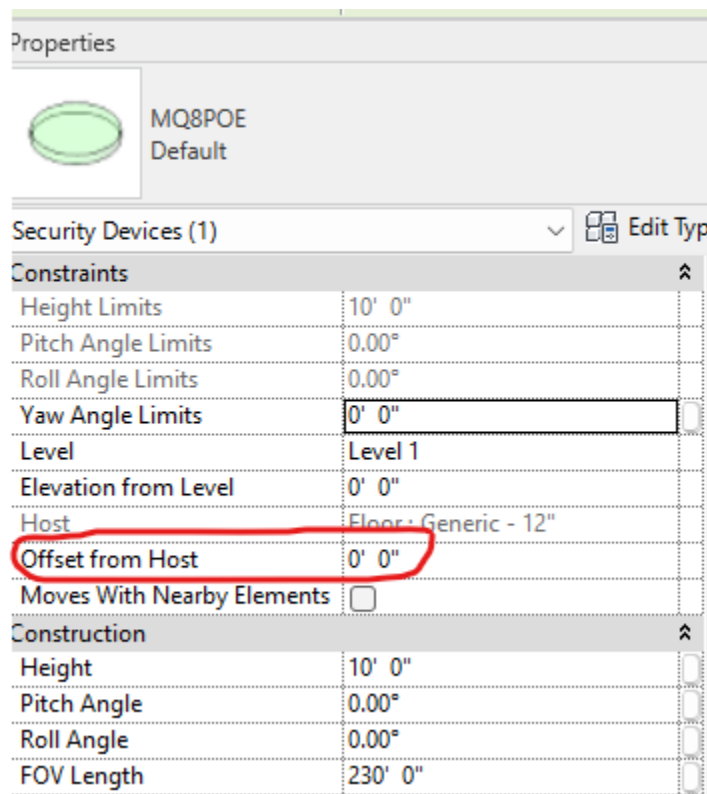 Properties
MQ8POE
Default
Security Devices (1)
Edit Typ
Constraints
Height Limits 10' 0"
Pitch Angle Limits 0.00°
Roll Angle Limits 0.00°
Yaw Angle Limits 0' 0"
Level Level 1
Elevation from Level 0' 0"
Host Floor : Generic - 12"
Offset from Host 0' 0"
Moves With Nearby Elements
Construction
Height 10' 0"
Pitch Angle 0.00°
Roll Angle 0.00°
FOV Length 230' 0"